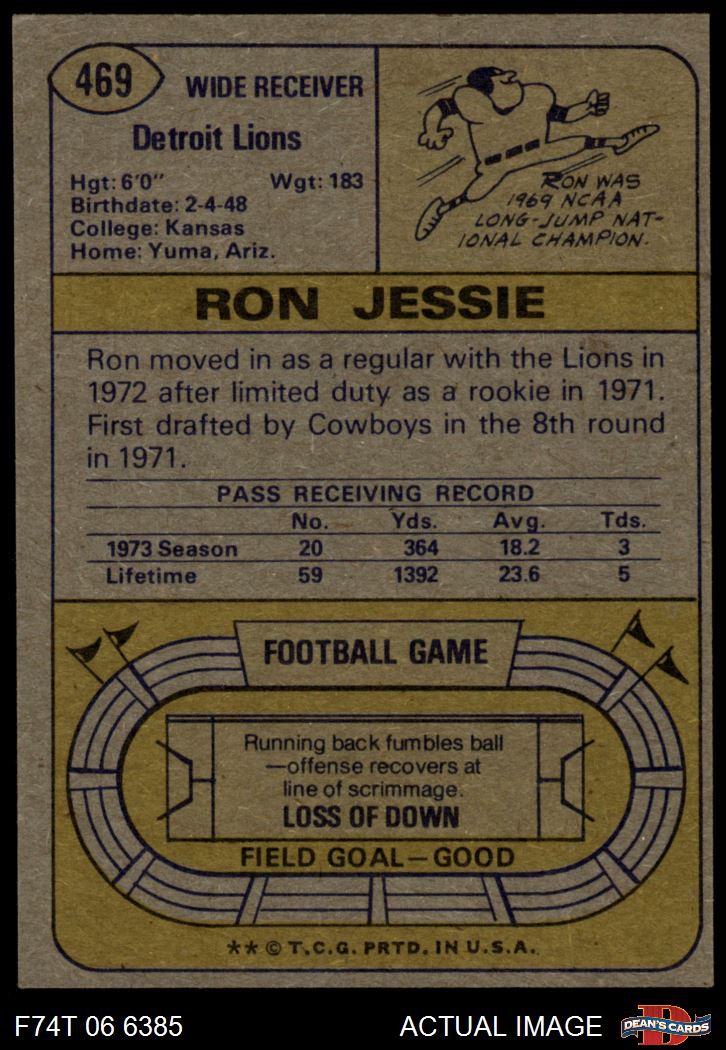 469
WIDE RECEIVER
Detroit Lions
Hgt: 6'0" Wgt: 183
Birthdate: 2-4-48
College: Kansas
Home: Yuma, Ariz.
RON WAS
1969 NCAA
LONG-JUMP NAT-
IONAL CHAMPION.
RON JESSIE
Ron moved in as a regular with the Lions in
1972 after limited duty as a rookie in 1971.
First drafted by Cowboys in the 8th round
in 1971.
PASS RECEIVING RECORD
No. Yds. Avg. Tds.
1973 Season 20 364 18.2 3
Lifetime 59 1392 23.6 5
FOOTBALL GAME
Running back fumbles ball
—offense recovers at
line of scrimmage.
LOSS OF DOWN
FIELD GOAL—GOOD
** © T.C.G. PRTD. IN U.S.A.
F74T 06 6385 ACTUAL IMAGE
D
DEAN'S CARDS